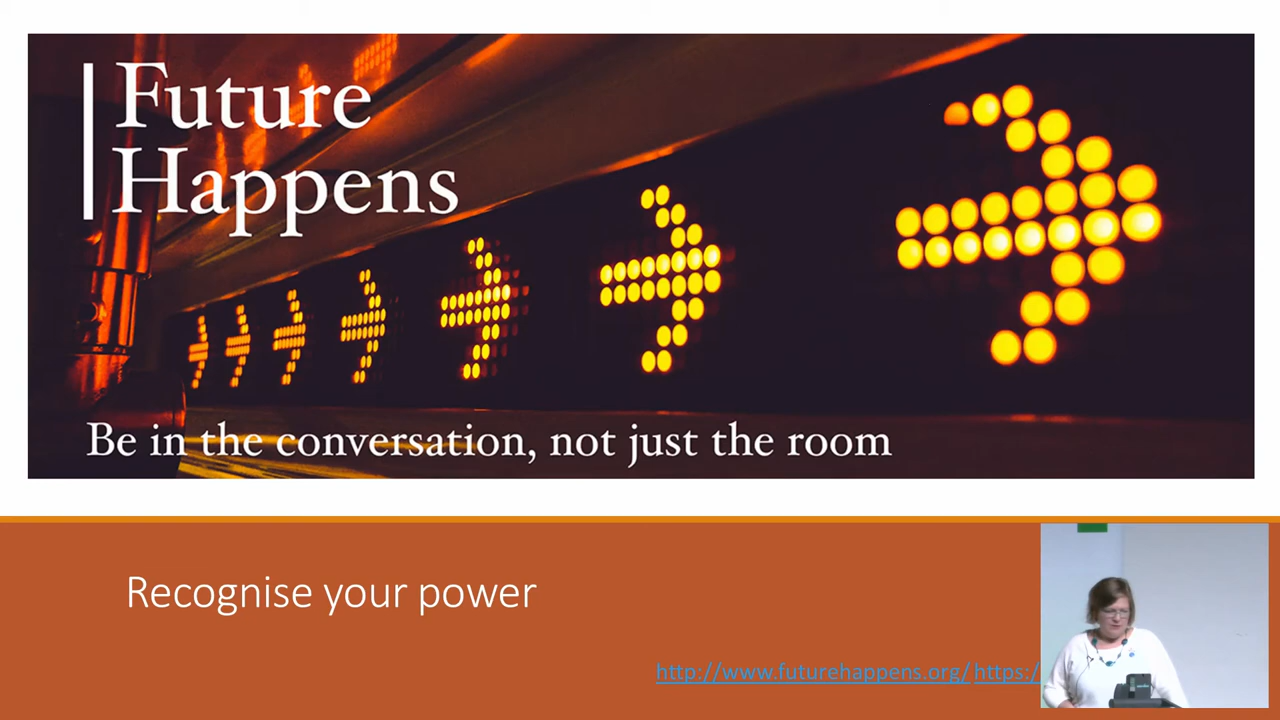 Future
Happens
Be in the conversation, not just the room
Recognise your power
http://www.futurehappens.org/ https:/